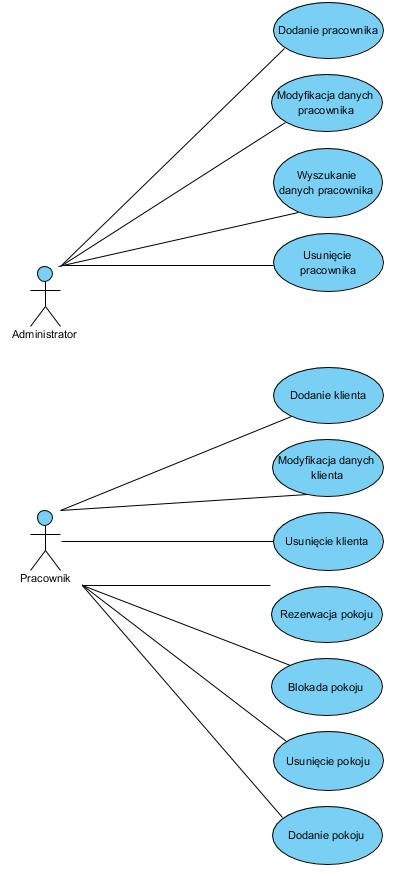 Dodanie pracownika
Modyfikacja danych
pracownika
Wyszukanie
danych pracownika
Usunięcie
pracownika
Administrator
Dodanie klienta
Modyfikacja danych
klienta
Usunięcie klienta
Pracownik
Rezerwacja pokoju
Blokada pokoju
Usunięcie pokoju
Dodanie pokoju